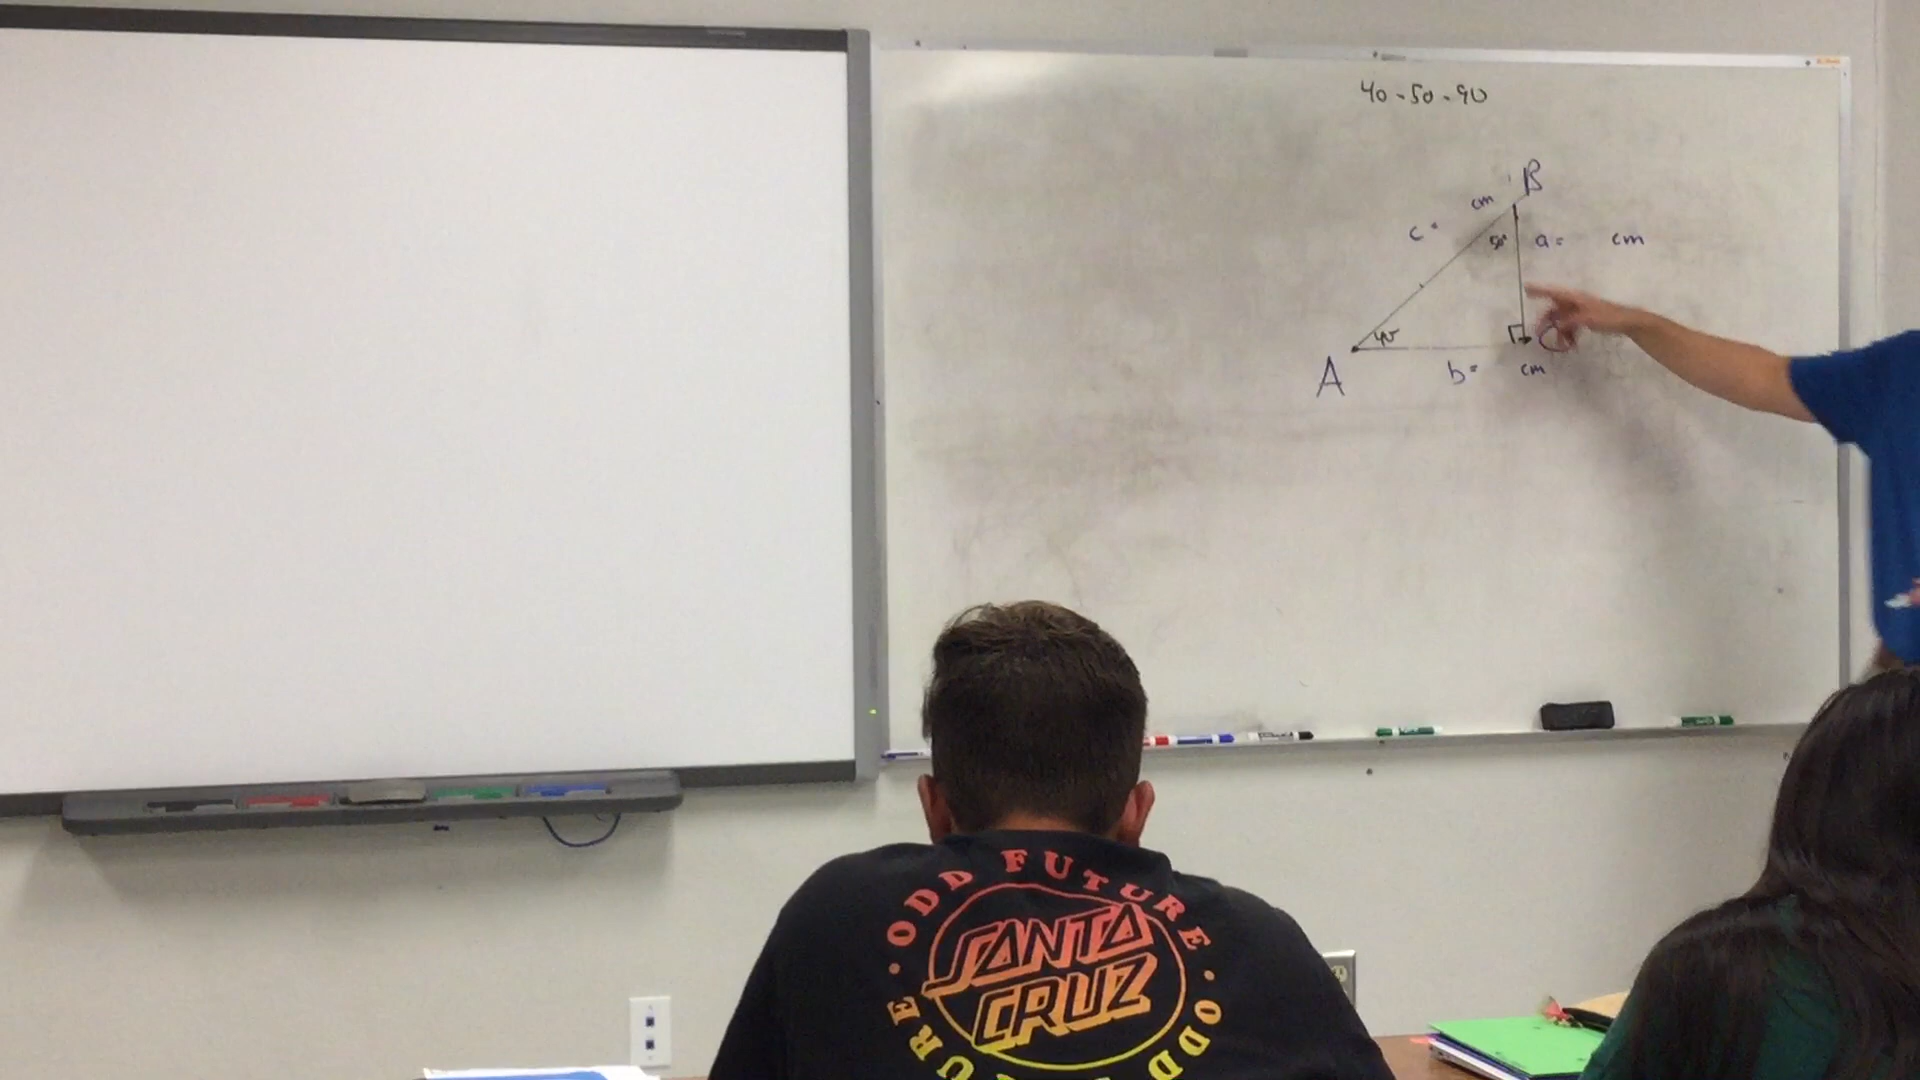 40-50-90
B
cm
c=
50°
a= cm
40
A
b= cm
ODD FUTURE
SANTA
CRUZ